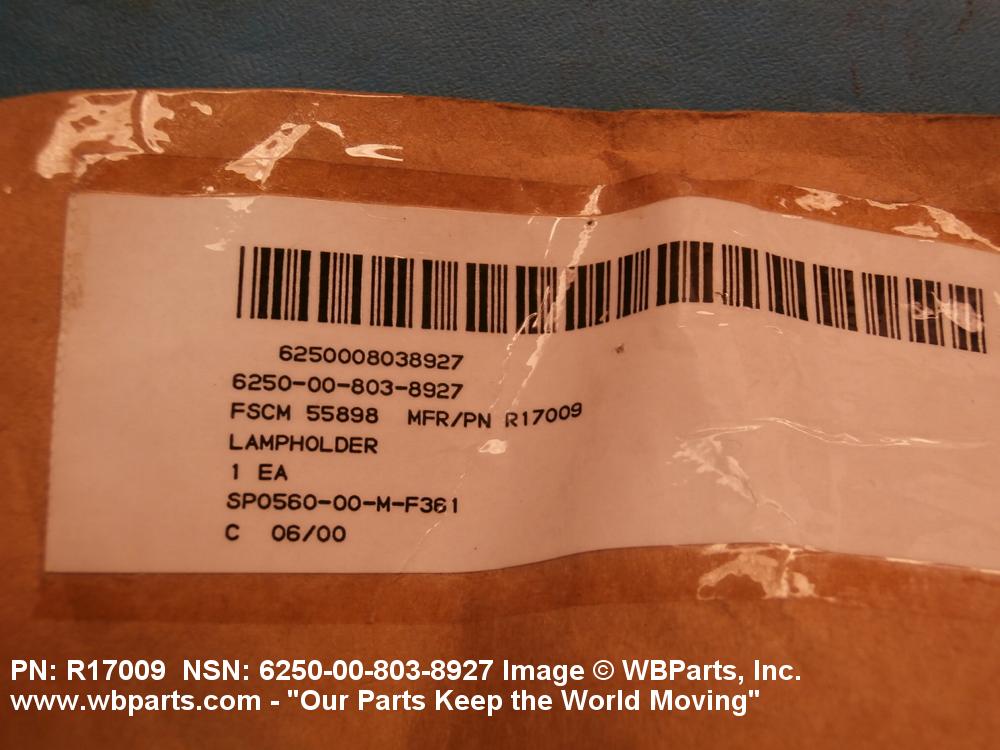 6250008038927
6250-00-803-8927
FSCM 55898 MFR/PN R17009
LAMPHOLDER
1 EA
SP0560-00-M-F361
C 06/00
PN: R17009 NSN: 6250-00-803-8927 Image © WBParts, Inc.
www.wbparts.com - "Our Parts Keep the World Moving"